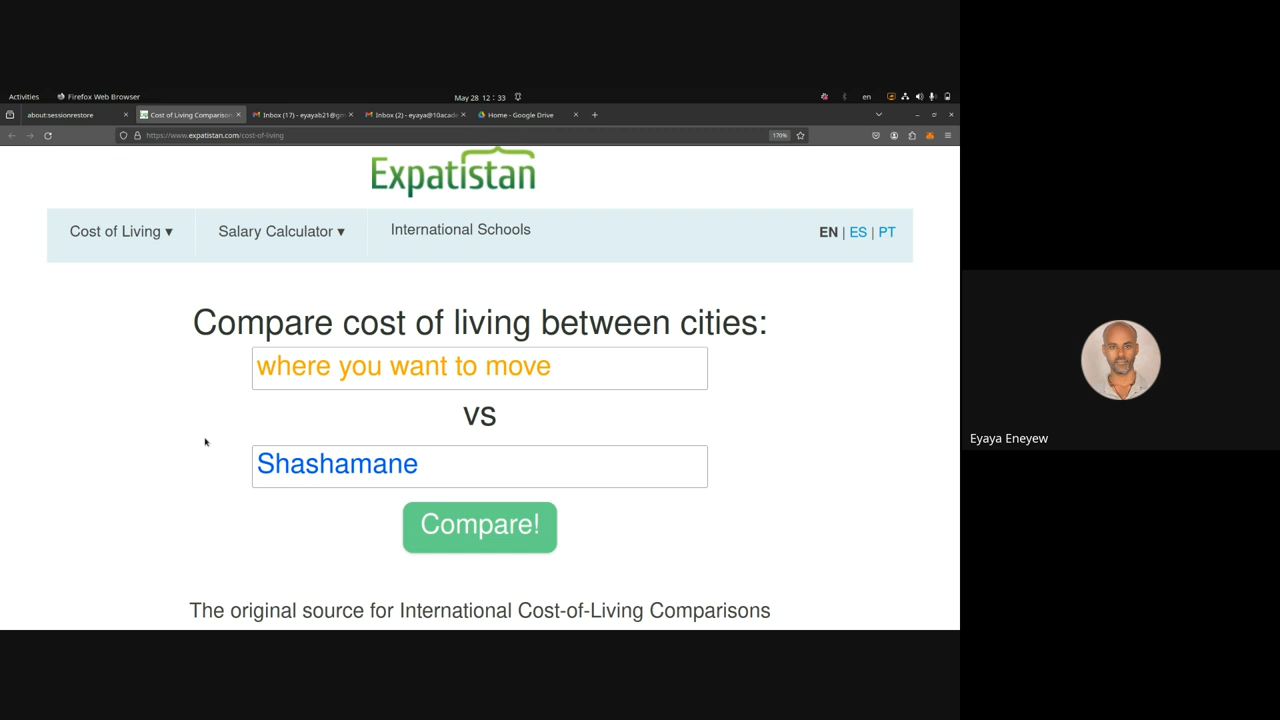 Activities Firefox Web Browser May 28 12 : 33 en
about:sessionrestore Cost of Living Comparison Inbox (17) - eyayab21@gm Inbox (2) - eyaya@10acad Home - Google Drive
https://www.expatistan.com/cost-of-living 170%
Expatistan
Cost of Living ▾ Salary Calculator ▾ International Schools EN | ES | PT
Compare cost of living between cities:
where you want to move
vs
Shashamane
Compare!
The original source for International Cost-of-Living Comparisons
Eyaya Eneyew